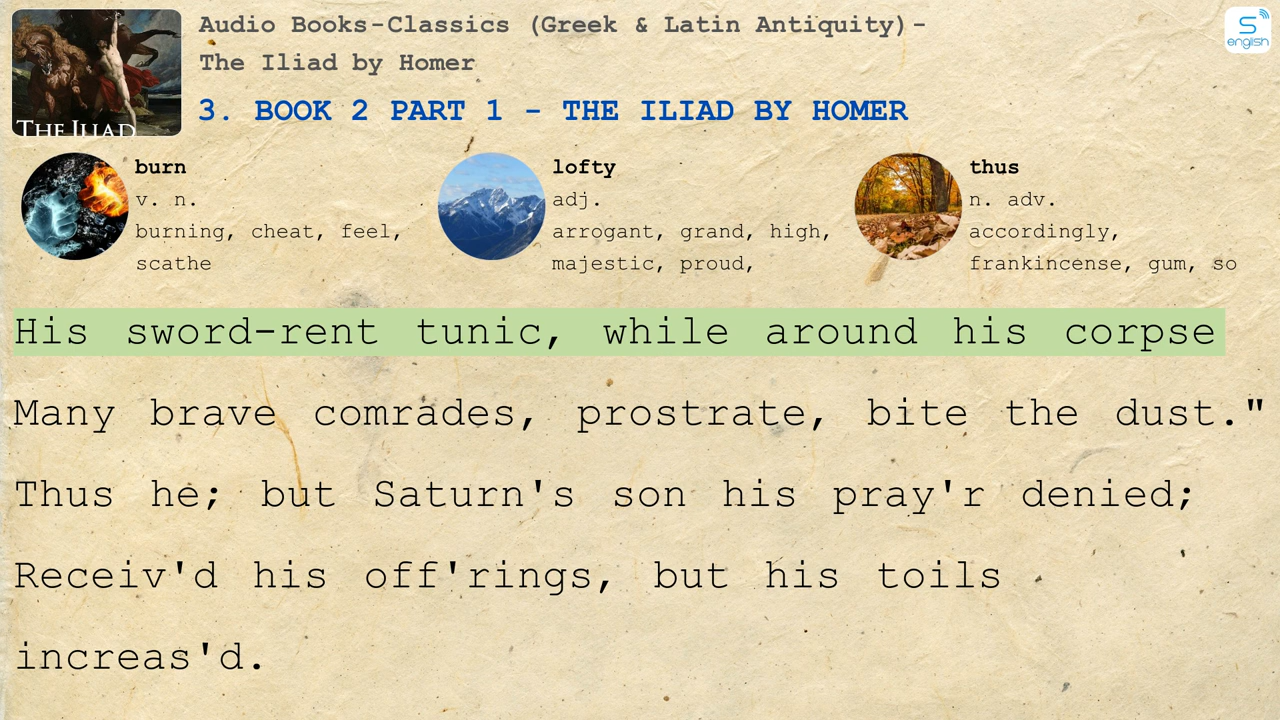 Audio Books-Classics (Greek & Latin Antiquity)-
The Iliad by Homer
3. BOOK 2 PART 1 - THE ILIAD BY HOMER
THE ILIAD
S
english
burn
v. n.
burning, cheat, feel,
scathe
lofty
adj.
arrogant, grand, high,
majestic, proud,
thus
n. adv.
accordingly,
frankincense, gum, so
His sword-rent tunic, while around his corpse
Many brave comrades, prostrate, bite the dust."
Thus he; but Saturn's son his pray'r denied;
Receiv'd his off'rings, but his toils
increas'd.